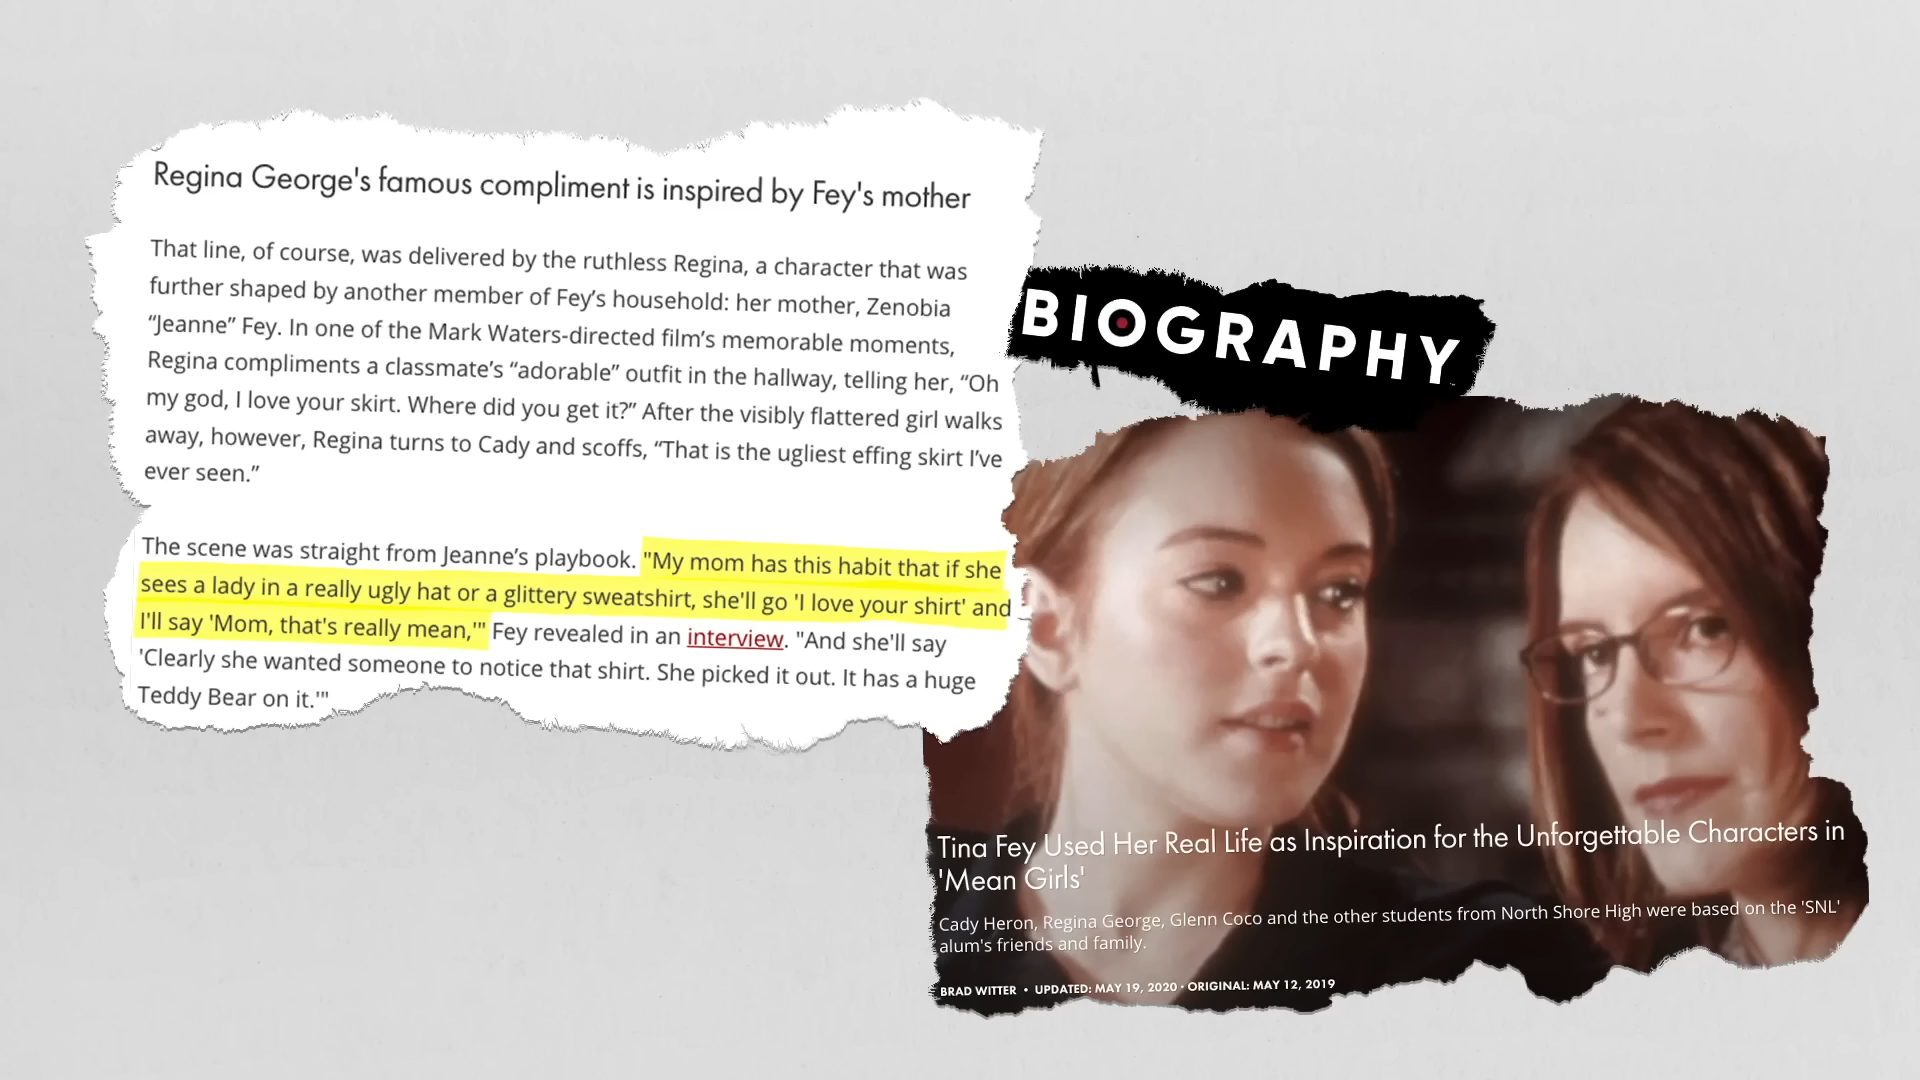 Regina George's famous compliment is inspired by Fey's mother
That line, of course, was delivered by the ruthless Regina, a character that was
further shaped by another member of Fey’s household: her mother, Zenobia
“Jeanne” Fey. In one of the Mark Waters-directed film’s memorable moments,
Regina compliments a classmate’s “adorable” outfit in the hallway, telling her, “Oh
my god, I love your skirt. Where did you get it?” After the visibly flattered girl walks
away, however, Regina turns to Cady and scoffs, “That is the ugliest effing skirt I’ve
ever seen.”
The scene was straight from Jeanne’s playbook. "My mom has this habit that if she
sees a lady in a really ugly hat or a glittery sweatshirt, she'll go 'I love your shirt' and
I'll say 'Mom, that's really mean,'" Fey revealed in an interview. "And she'll say
'Clearly she wanted someone to notice that shirt. She picked it out. It has a huge
Teddy Bear on it.'"
BIOGRAPHY
Tina Fey Used Her Real Life as Inspiration for the Unforgettable Characters in
'Mean Girls'
Cady Heron, Regina George, Glenn Coco and the other students from North Shore High were based on the 'SNL'
alum's friends and family.
BRAD WITTER • UPDATED: MAY 19, 2020 · ORIGINAL: MAY 12, 2019